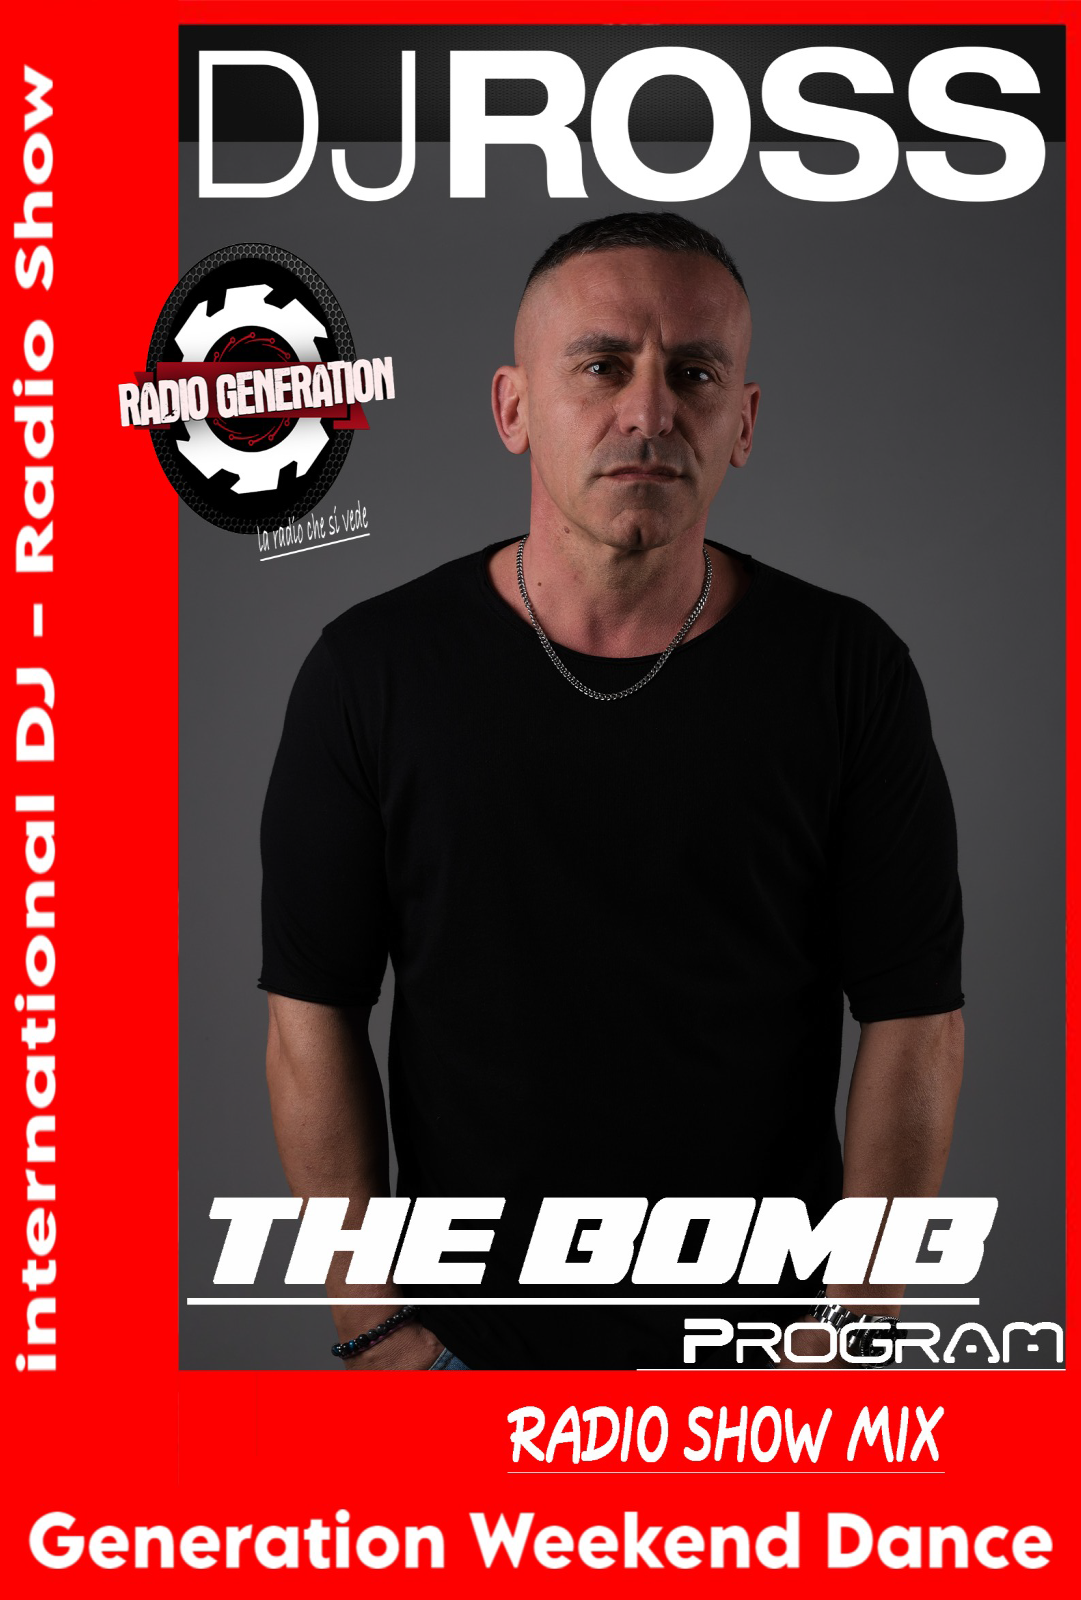 DJ ROSS
RADIO GENERATION
la radio che si vede
international DJ - Radio Show
THE BOMB
PROGRAM
RADIO SHOW MIX
Generation Weekend Dance